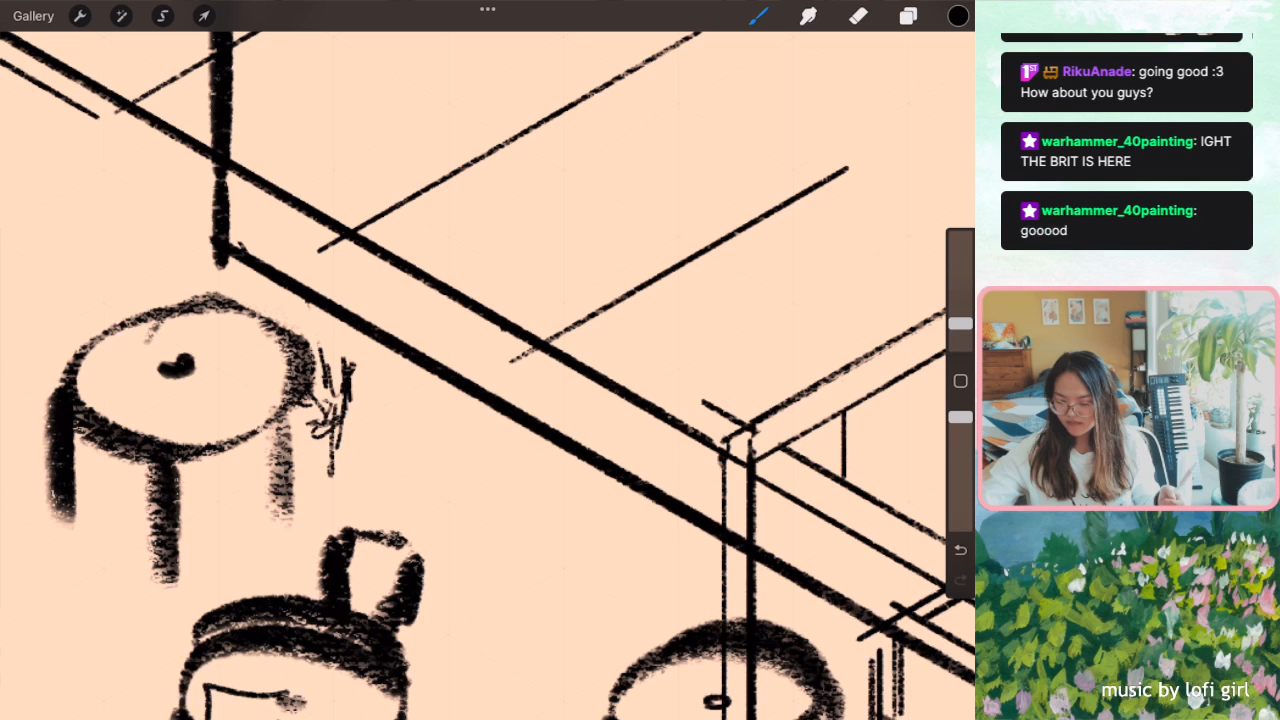 Gallery
1ST RikuAnade: going good :3
How about you guys?
warhammer_40painting: IGHT
THE BRIT IS HERE
warhammer_40painting:
gooood
music by lofi girl